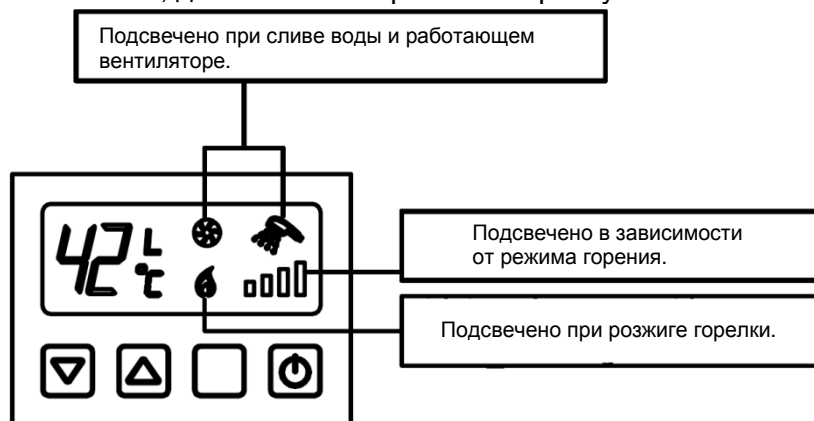 Подсвечено при сливе воды и работающем
вентиляторе.
42 L
°C
Подсвечено в зависимости
от режима горения.
Подсвечено при розжиге горелки.